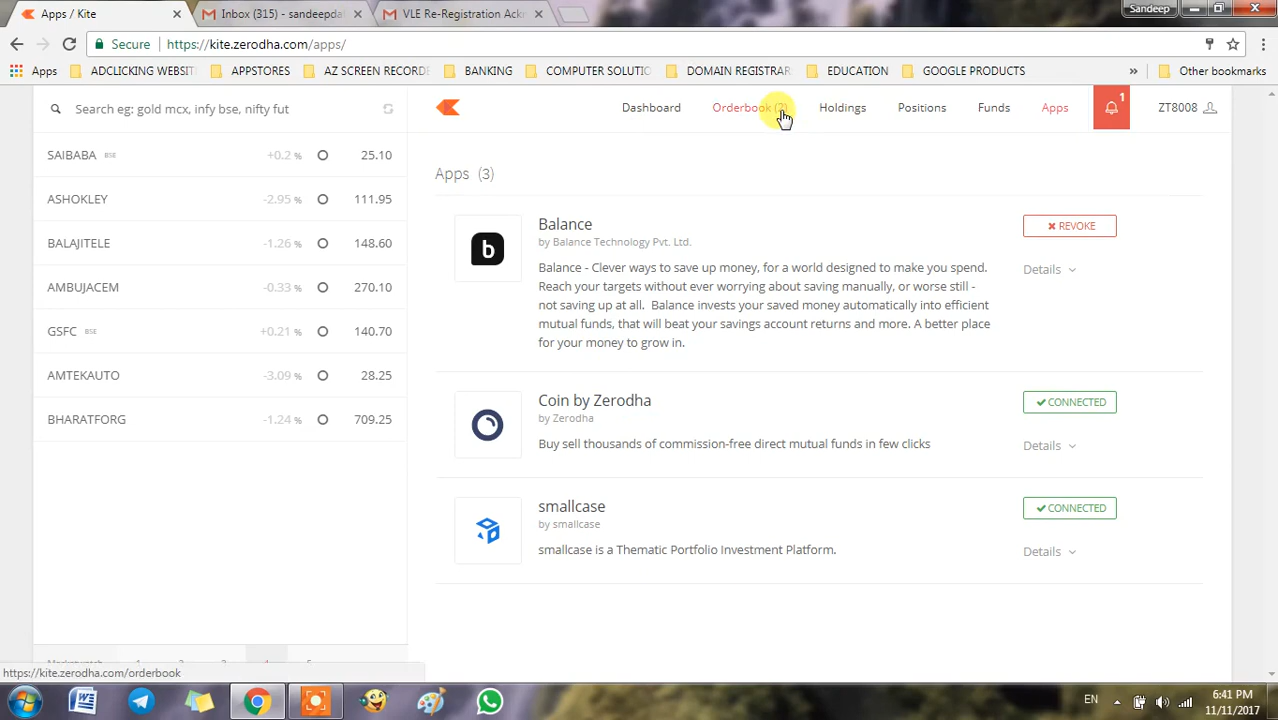 Apps / Kite
Inbox (315) - sandeepdat
VLE Re-Registration Ackn
Sandeep
Secure
https://kite.zerodha.com/apps/
Apps
ADCLICKING WEBSIT
APPSTORES
AZ SCREEN RECORDE
BANKING
COMPUTER SOLUTIO
DOMAIN REGISTRAR
EDUCATION
GOOGLE PRODUCTS
»
Other bookmarks
Search eg: gold mcx, infy bse, nifty fut
Dashboard
Orderbook
Holdings
Positions
Funds
Apps
1
ZT8008
SAIBABA BSE +0.2 % 25.10
ASHOKLEY -2.95 % 111.95
BALAJITELE -1.26 % 148.60
AMBUJACEM -0.33 % 270.10
GSFC BSE +0.21 % 140.70
AMTEKAUTO -3.09 % 28.25
BHARATFORG -1.24 % 709.25
Apps (3)
b
Balance
by Balance Technology Pvt. Ltd.
Balance - Clever ways to save up money, for a world designed to make you spend.
Reach your targets without ever worrying about saving manually, or worse still -
not saving up at all. Balance invests your saved money automatically into efficient
mutual funds, that will beat your savings account returns and more. A better place
for your money to grow in.
REVOKE
Details
Coin by Zerodha
by Zerodha
Buy sell thousands of commission-free direct mutual funds in few clicks
CONNECTED
Details
smallcase
by smallcase
smallcase is a Thematic Portfolio Investment Platform.
CONNECTED
Details
https://kite.zerodha.com/orderbook
EN
6:41 PM
11/11/2017